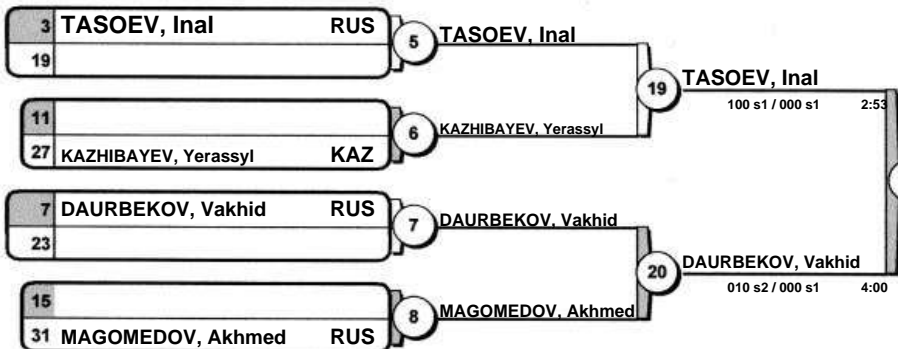 3 TASOEV, Inal RUS
19
5 TASOEV, Inal
11
27 KAZHIBAYEV, Yerassyl KAZ
6 KAZHIBAYEV, Yerassyl
19 TASOEV, Inal
100 s1 / 000 s1 2:53
7 DAURBEKOV, Vakhid RUS
23
7 DAURBEKOV, Vakhid
15
31 MAGOMEDOV, Akhmed RUS
8 MAGOMEDOV, Akhmed
20 DAURBEKOV, Vakhid
010 s2 / 000 s1 4:00